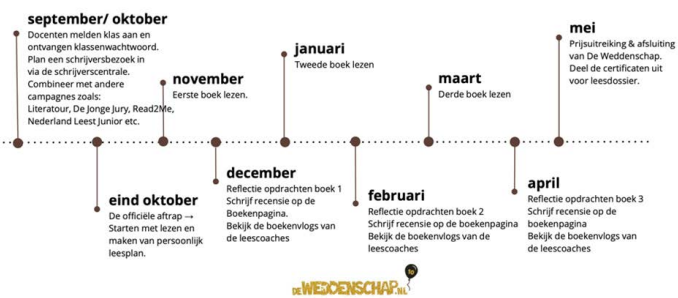 september/ oktober
Docenten melden klas aan en
ontvangen klassenwachtwoord.
Plan een schrijversbezoek in
via de schrijverscentrale.
Combineer met andere
campagnes zoals:
Literatour, De Jonge Jury, Read2Me,
Nederland Leest Junior etc.
eind oktober
De officiële aftrap →
Starten met lezen en
maken van persoonlijk
leesplan.
november
Eerste boek lezen.
december
Reflectie opdrachten boek 1
Schrijf recensie op de
Boekenpagina.
Bekijk de boekenvlogs van
de leescoaches
januari
Tweede boek lezen
februari
Reflectie opdrachten boek 2
Schrijf recensie op de boekenpagina
Bekijk de boekenvlogs van de
leescoaches
maart
Derde boek lezen
april
Reflectie opdrachten boek 3
Schrijf recensie op de
boekenpagina
Bekijk de boekenvlogs van
de leescoaches
mei
Prijsuitreiking & afsluiting
van De Weddenschap.
Deel de certificaten uit
voor leesdossier.
DEWEDDENSCHAP.NL
10